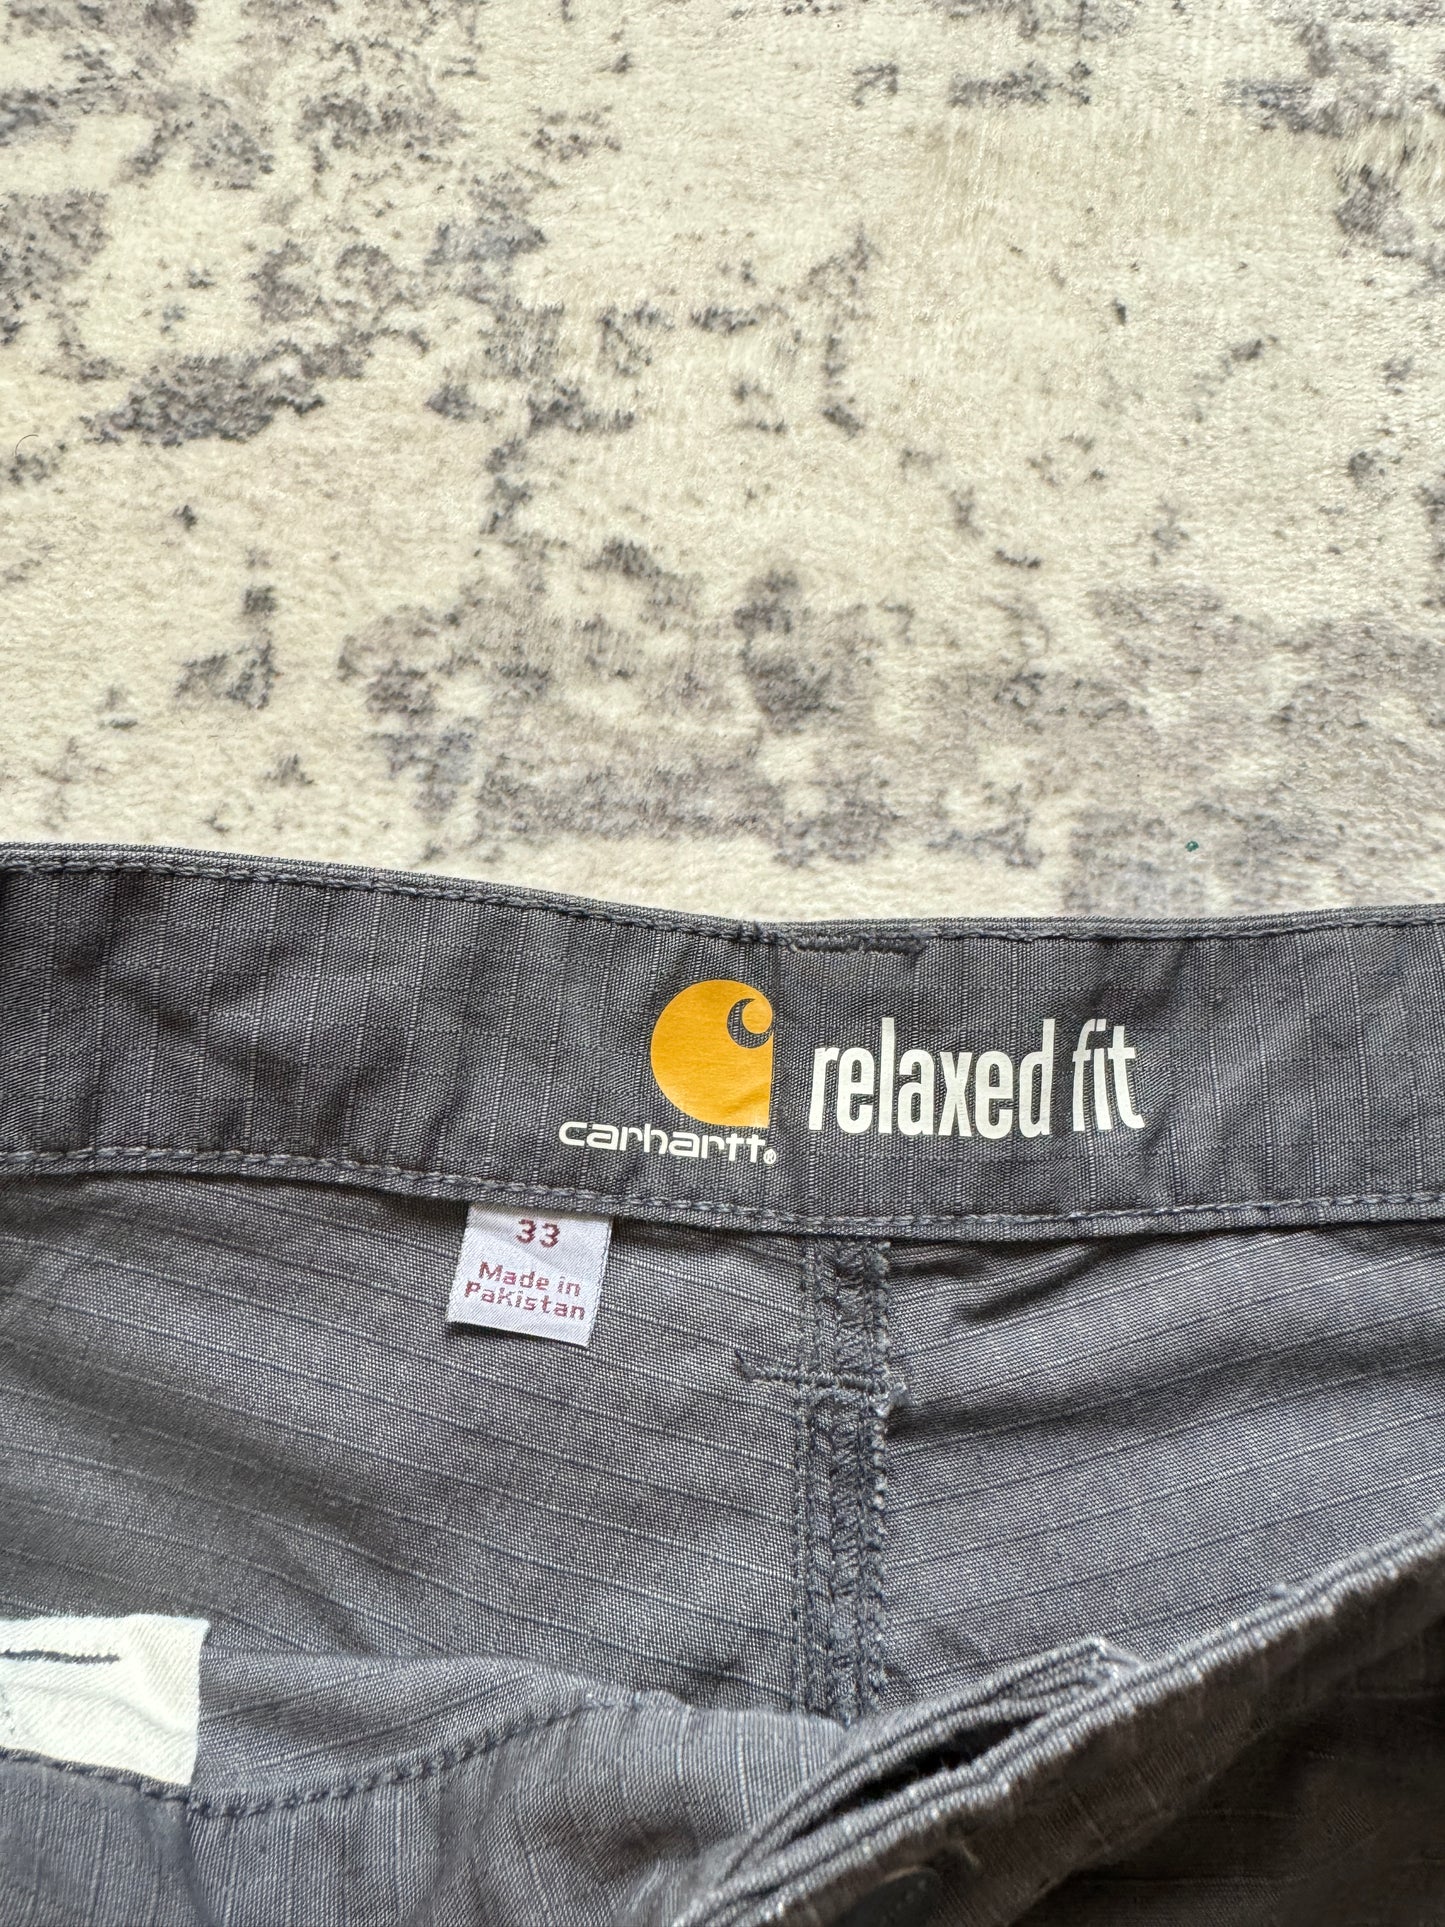 carhartt®
relaxed fit
33
Made in
Pakistan